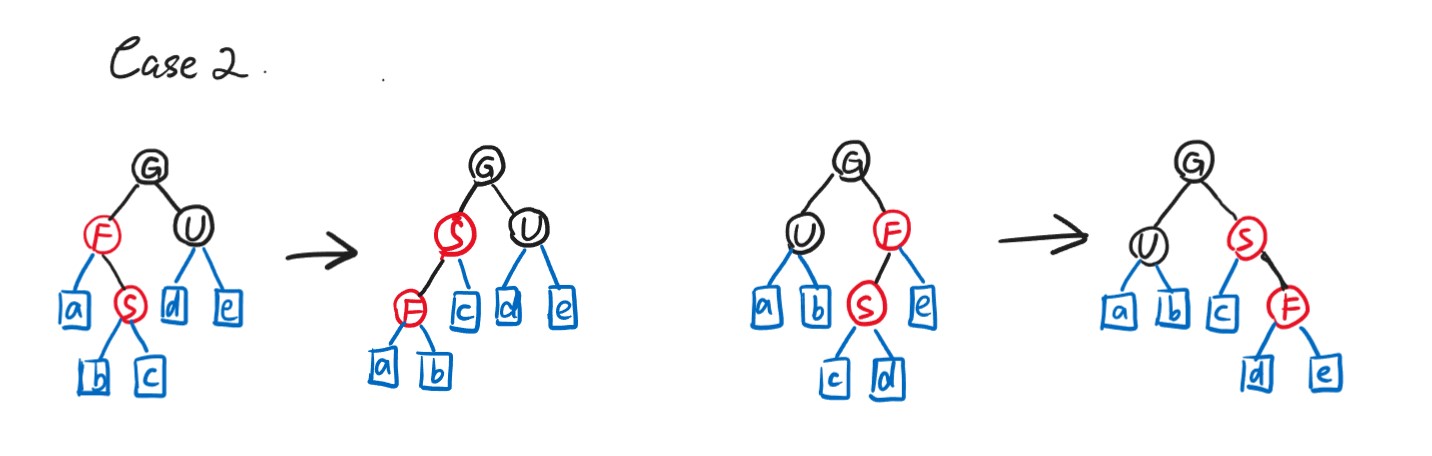 Case 2.
G G G G
F U S U U F U S
a S d e F c d e a b S e a b c F
b c a b c d d e